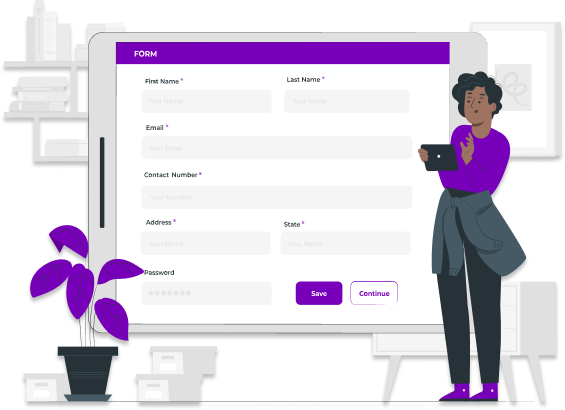 FORM
First Name * Last Name *
Your Name Your Name
Email *
Your Email
Contact Number *
Your Number
Address * State *
Your Name Your Name
Password
*******
Save Continue